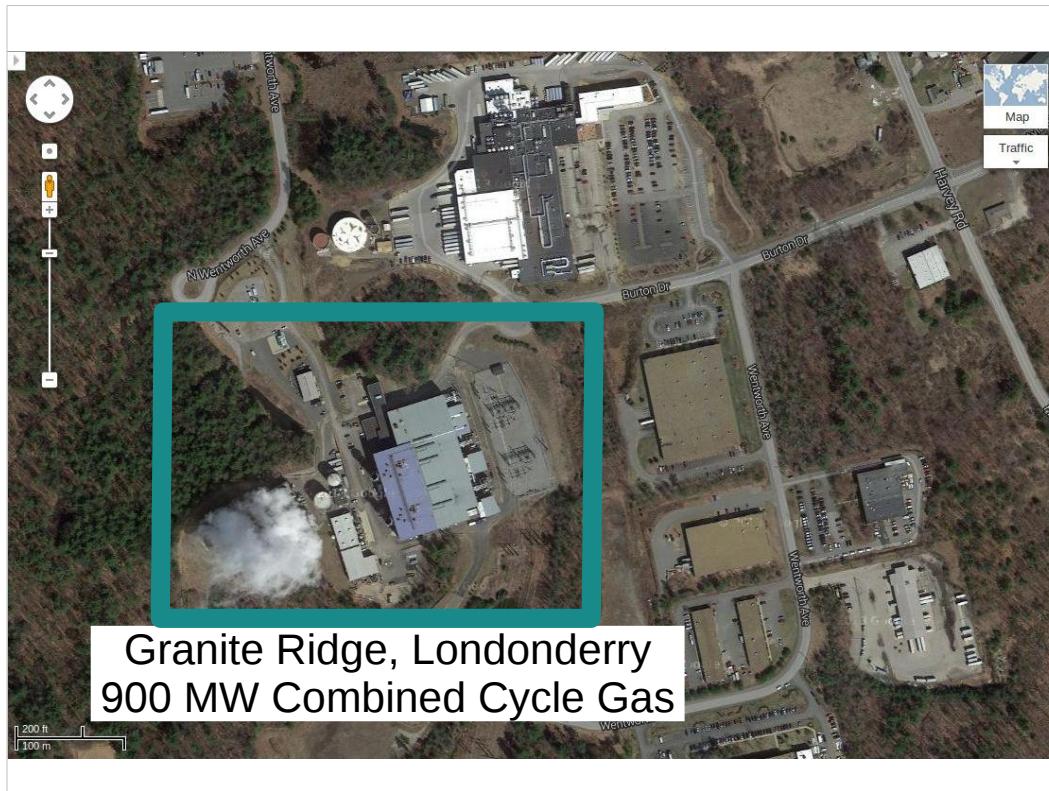 Map
Traffic
ntworth Ave
Harvey Rd
N Wentworth Ave
Burton Dr
Burton Dr
Wentworth Ave
Wentworth Ave
Granite Ridge, Londonderry
900 MW Combined Cycle Gas
200 ft
100 m